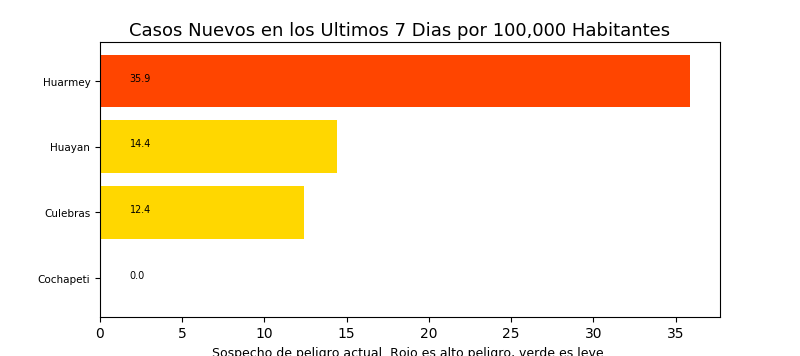 Casos Nuevos en los Ultimos 7 Dias por 100,000 Habitantes
Huarmey 35.9
Huayan 14.4
Culebras 12.4
Cochapeti 0.0
0 5 10 15 20 25 30 35
Sospecho de peligro actual. Rojo es alto peligro, verde es leve